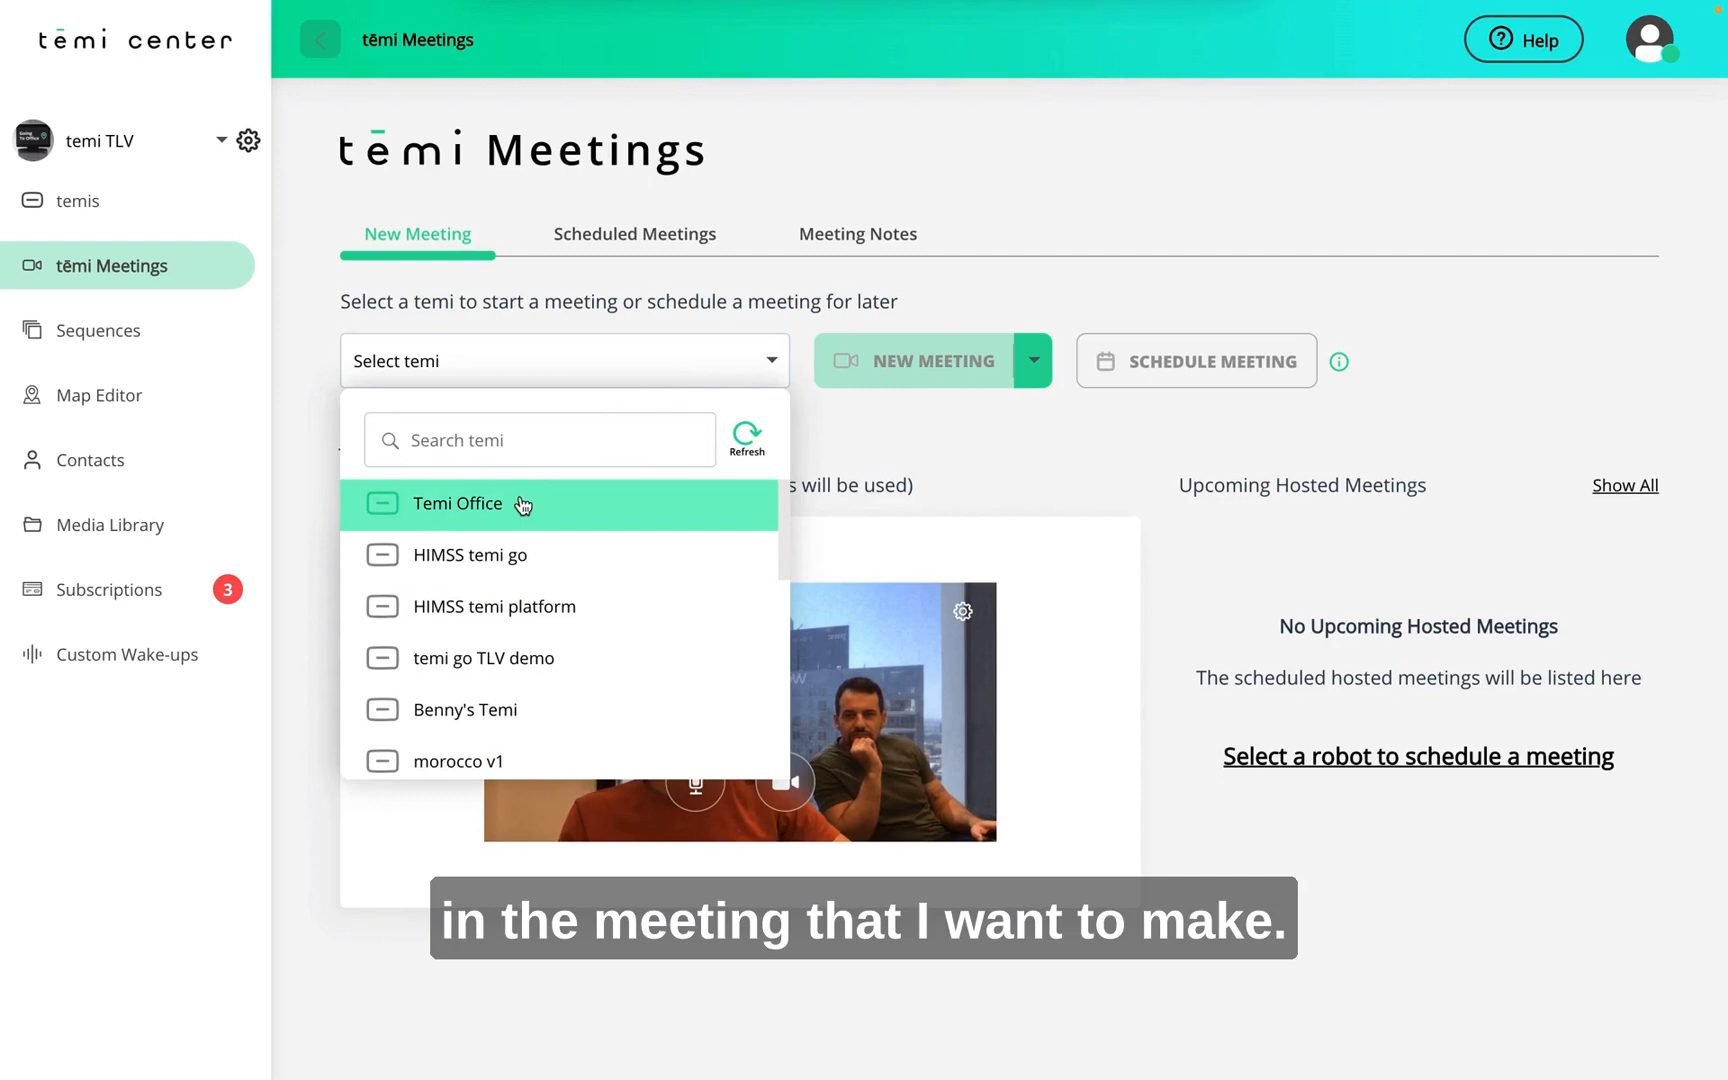 tēmi center
tēmi Meetings
Help
temi TLV
temis
tēmi Meetings
Sequences
Map Editor
Contacts
Media Library
Subscriptions
3
Custom Wake-ups
tēmi Meetings
New Meeting
Scheduled Meetings
Meeting Notes
Select a temi to start a meeting or schedule a meeting for later
Select temi
NEW MEETING
SCHEDULE MEETING
Search temi
Refresh
Temi Office
HIMSS temi go
HIMSS temi platform
temi go TLV demo
Benny's Temi
morocco v1
s will be used)
Upcoming Hosted Meetings
Show All
No Upcoming Hosted Meetings
The scheduled hosted meetings will be listed here
Select a robot to schedule a meeting
in the meeting that I want to make.